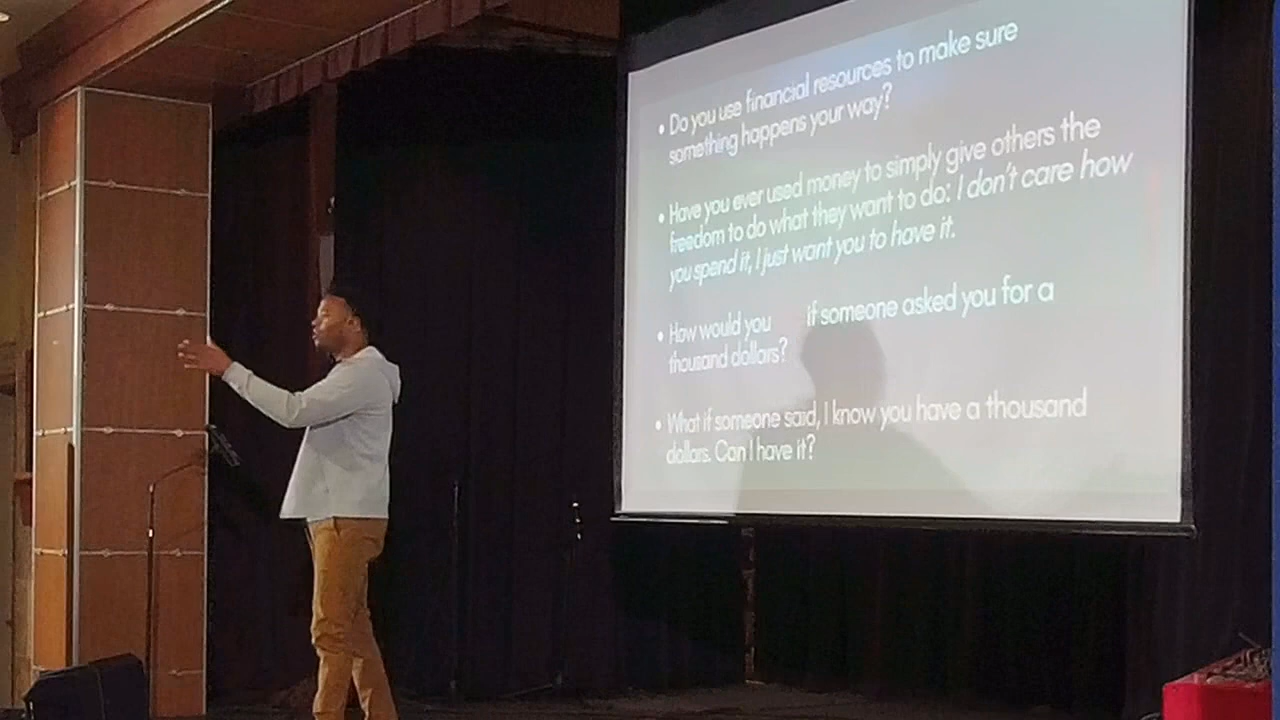 • Do you use financial resources to make sure
something happens your way?
• Have you ever used money to simply give others the
freedom to do what they want to do: I don't care how
you spend it, I just want you to have it.
• How would you if someone asked you for a
thousand dollars?
• What if someone said, I know you have a thousand
dollars. Can I have it?